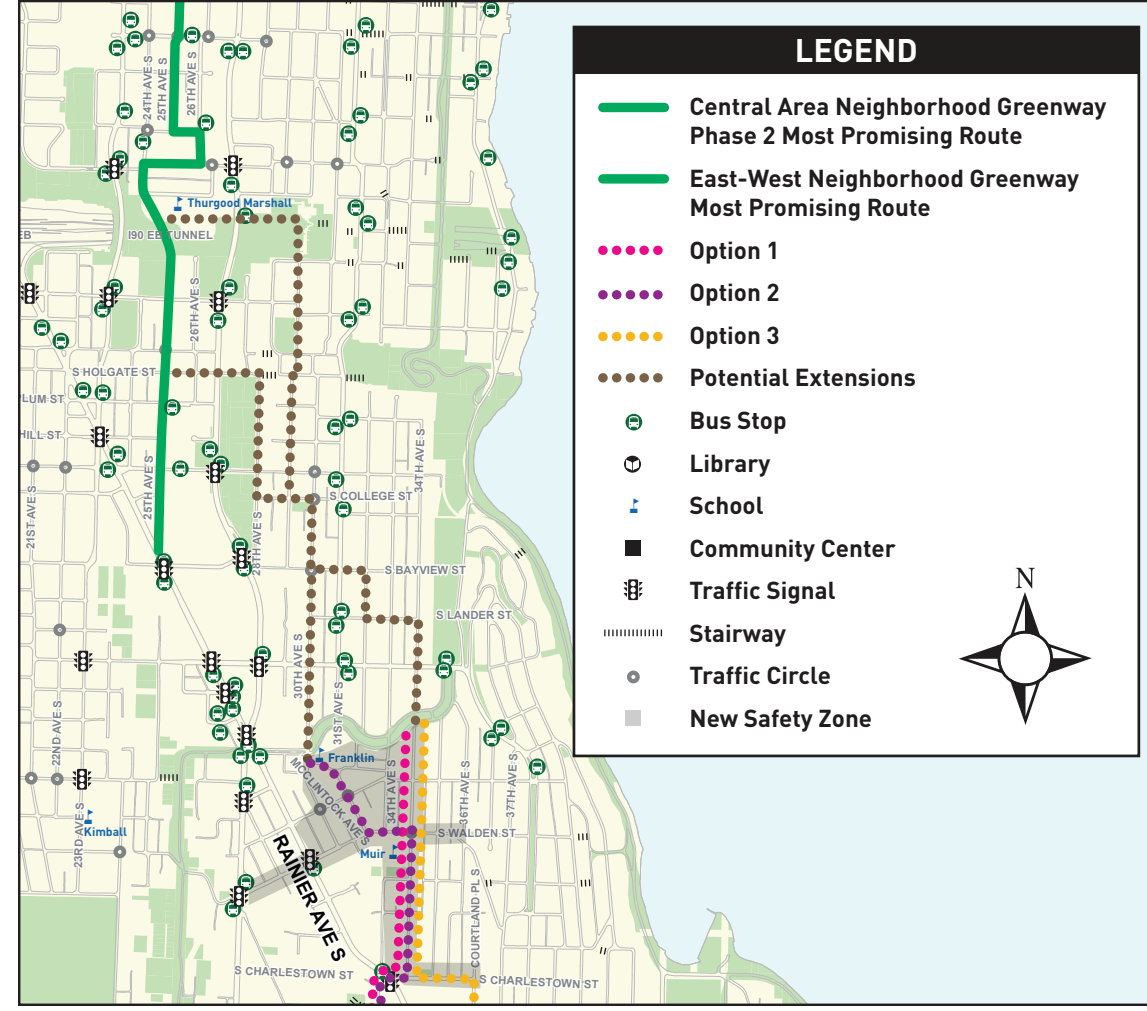 LEGEND
Central Area Neighborhood Greenway
Phase 2 Most Promising Route
East-West Neighborhood Greenway
Most Promising Route
Option 1
Option 2
Option 3
Potential Extensions
Bus Stop
Library
School
Community Center
Traffic Signal
Stairway
Traffic Circle
New Safety Zone
N
24TH AVE S
25TH AVE S
26TH AVE S
Thurgood Marshall
I90 EB TUNNEL
EB
26TH AVE S
S HOLGATE ST
LUM ST
HILL ST
34TH AVE S
25TH AVE S
21ST AVE S
S COLLEGE ST
28TH AVE S
S BAYVIEW ST
S LANDER ST
30TH AVE S
31ST AVE S
22ND AVE S
Franklin
MCCLINTOCK AVE S
34TH AVE S
36TH AVE S
37TH AVE S
23RD AVE S
Kimball
S WALDEN ST
Muir
RAINIER AVE S
COURTLAND PL S
S CHARLESTOWN ST
S CHARLESTOWN ST